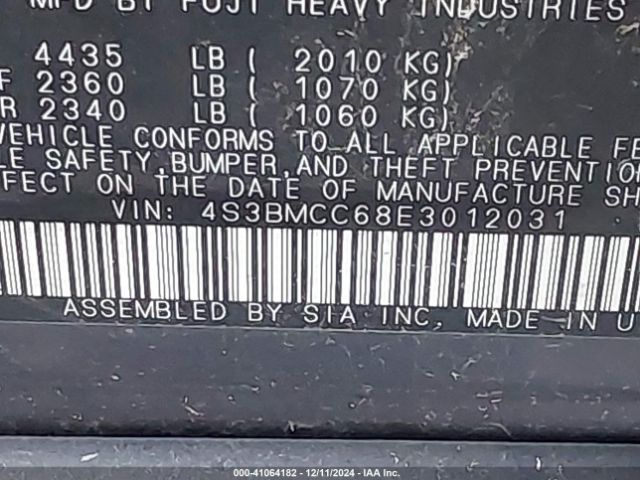 MFD BY FUJI HEAVY INDUSTRIES
4435 LB ( 2010 KG)
F 2360 LB ( 1070 KG)
R 2340 LB ( 1060 KG)
VEHICLE CONFORMS TO ALL APPLICABLE FE
LE SAFETY,BUMPER,AND THEFT PREVENTION
FFECT ON THE DATE OF MANUFACTURE SH
VIN: 4S3BMCC68E3012031
ASSEMBLED BY SIA INC, MADE IN U
000-41064182 - 12/11/2024 - IAA Inc.